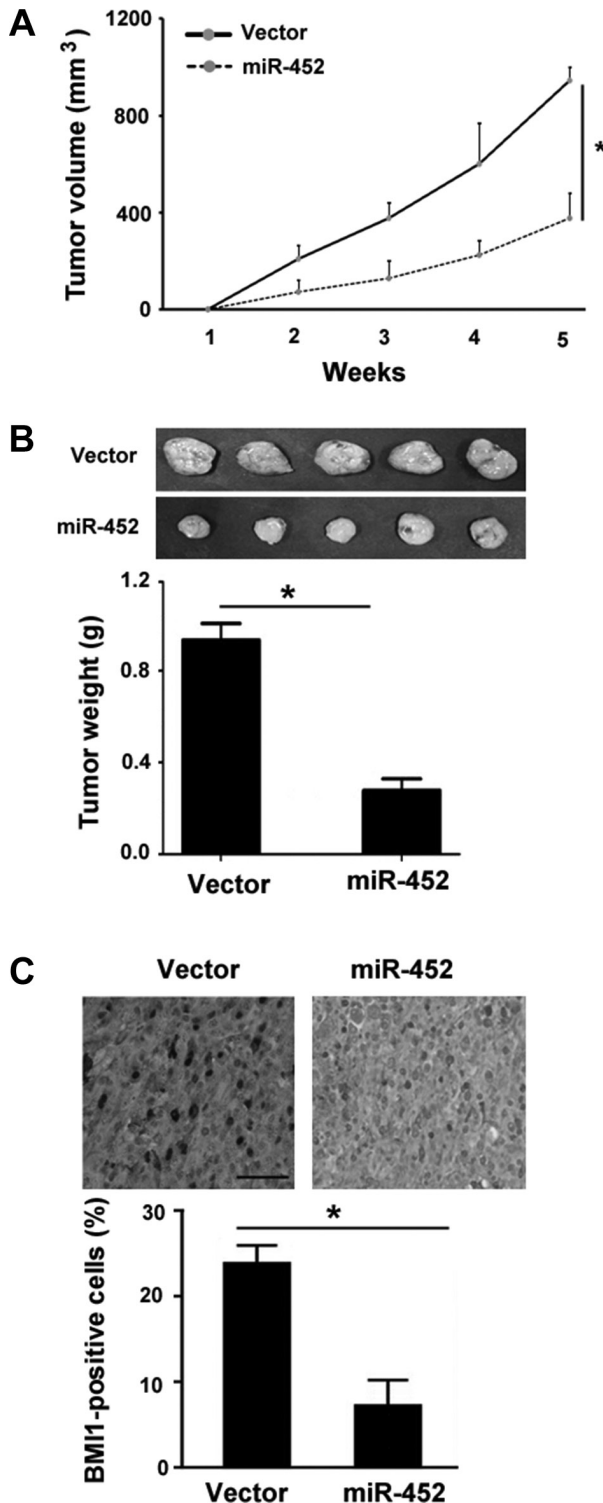 A
Tumor volume (mm3)
1200
800
400
0
Vector
miR-452
*
1 2 3 4 5
Weeks
B
Vector
miR-452
Tumor weight (g)
1.2
0.8
0.4
0.0
*
Vector miR-452
C
Vector miR-452
BMI1-positive cells (%)
30
20
10
0
*
Vector miR-452